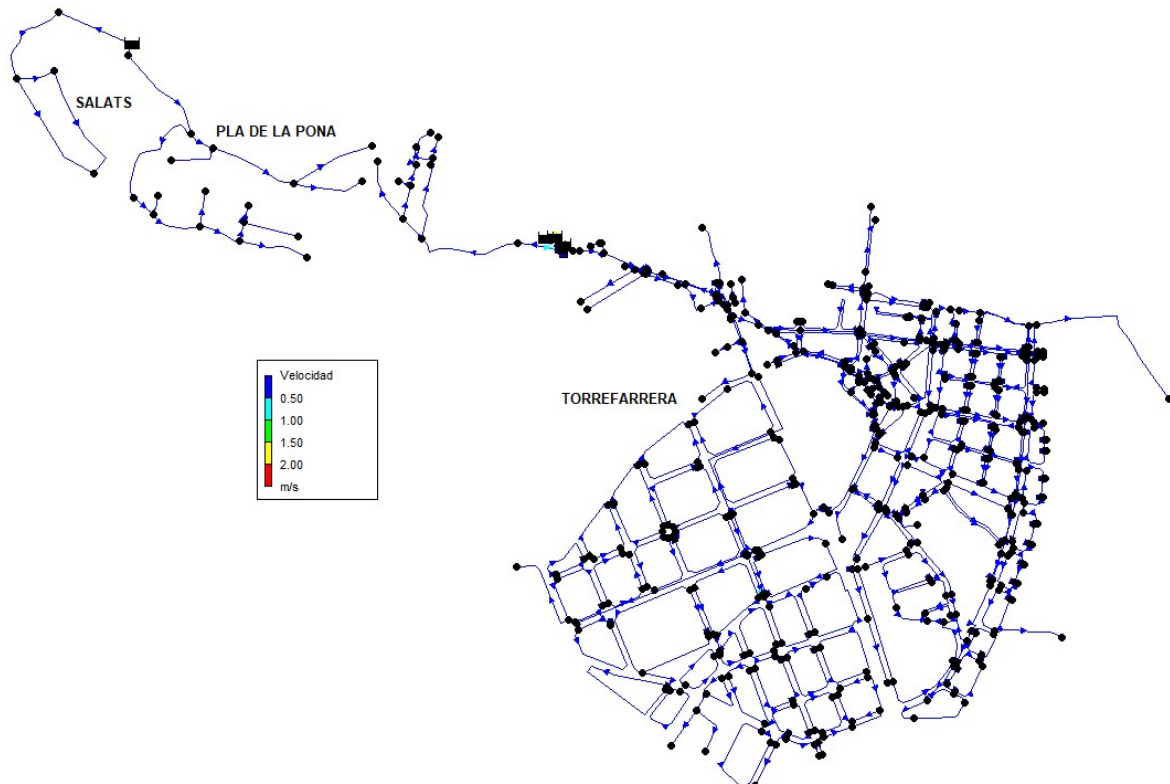 SALATS
PLA DE LA PONA
TORREFARRERA
Velocidad
0.50
1.00
1.50
2.00
m/s